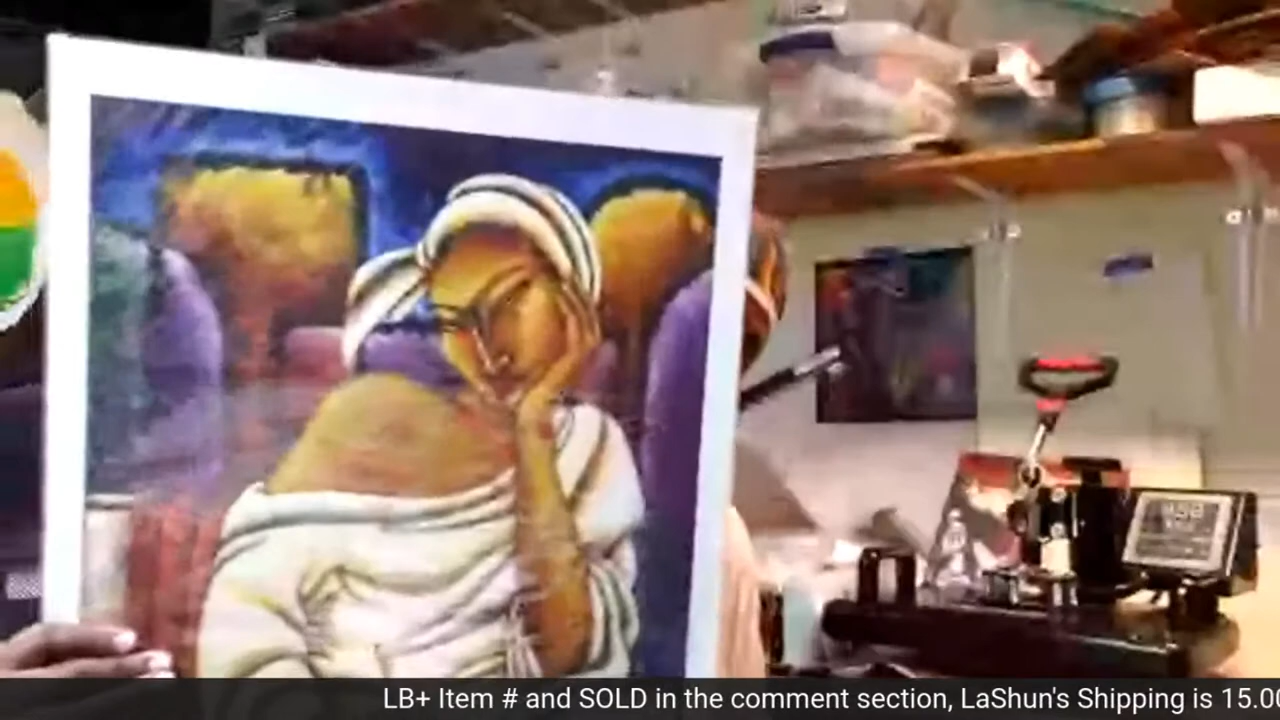 LB+ Item # and SOLD in the comment section, LaShun's Shipping is 15.00